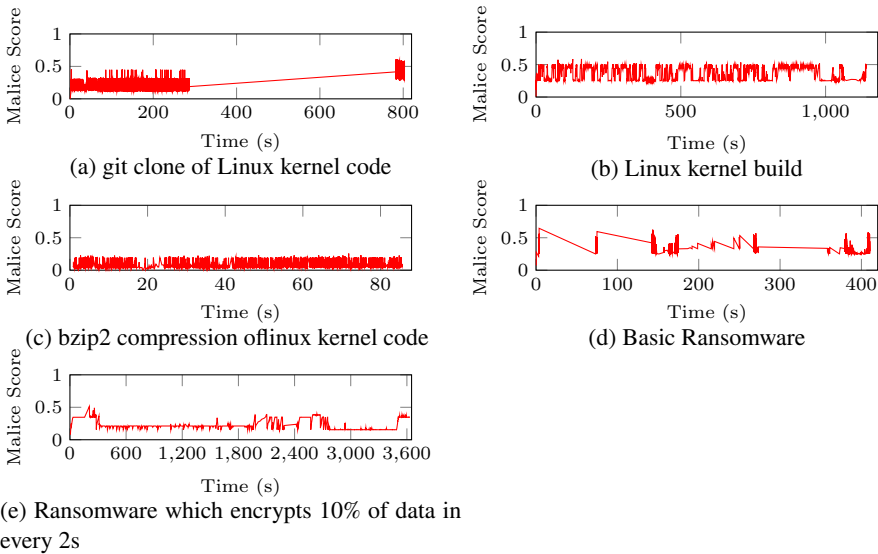 1
0.5
0
Malice Score
0 200 400 600 800
Time (s)
(a) git clone of Linux kernel code
1
0.5
0
Malice Score
0 500 1,000
Time (s)
(b) Linux kernel build
1
0.5
0
Malice Score
0 20 40 60 80
Time (s)
(c) bzip2 compression oflinux kernel code
1
0.5
0
Malice Score
0 100 200 300 400
Time (s)
(d) Basic Ransomware
1
0.5
0
Malice Score
0 600 1,200 1,800 2,400 3,000 3,600
Time (s)
(e) Ransomware which encrypts 10% of data in
every 2s